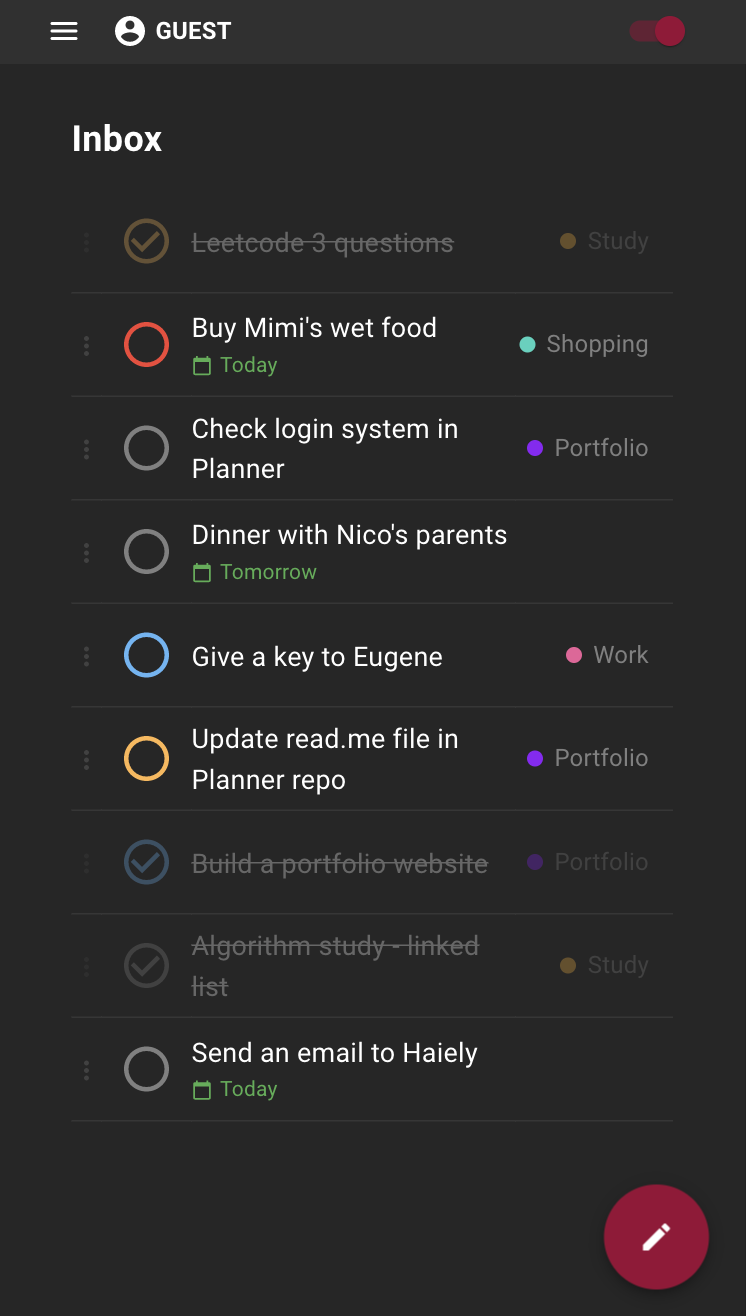 GUEST
Inbox
Leetcode 3 questions
Study
Buy Mimi's wet food
Today
Shopping
Check login system in
Planner
Portfolio
Dinner with Nico's parents
Tomorrow
Give a key to Eugene
Work
Update read.me file in
Planner repo
Portfolio
Build a portfolio website
Portfolio
Algorithm study - linked
list
Study
Send an email to Haiely
Today